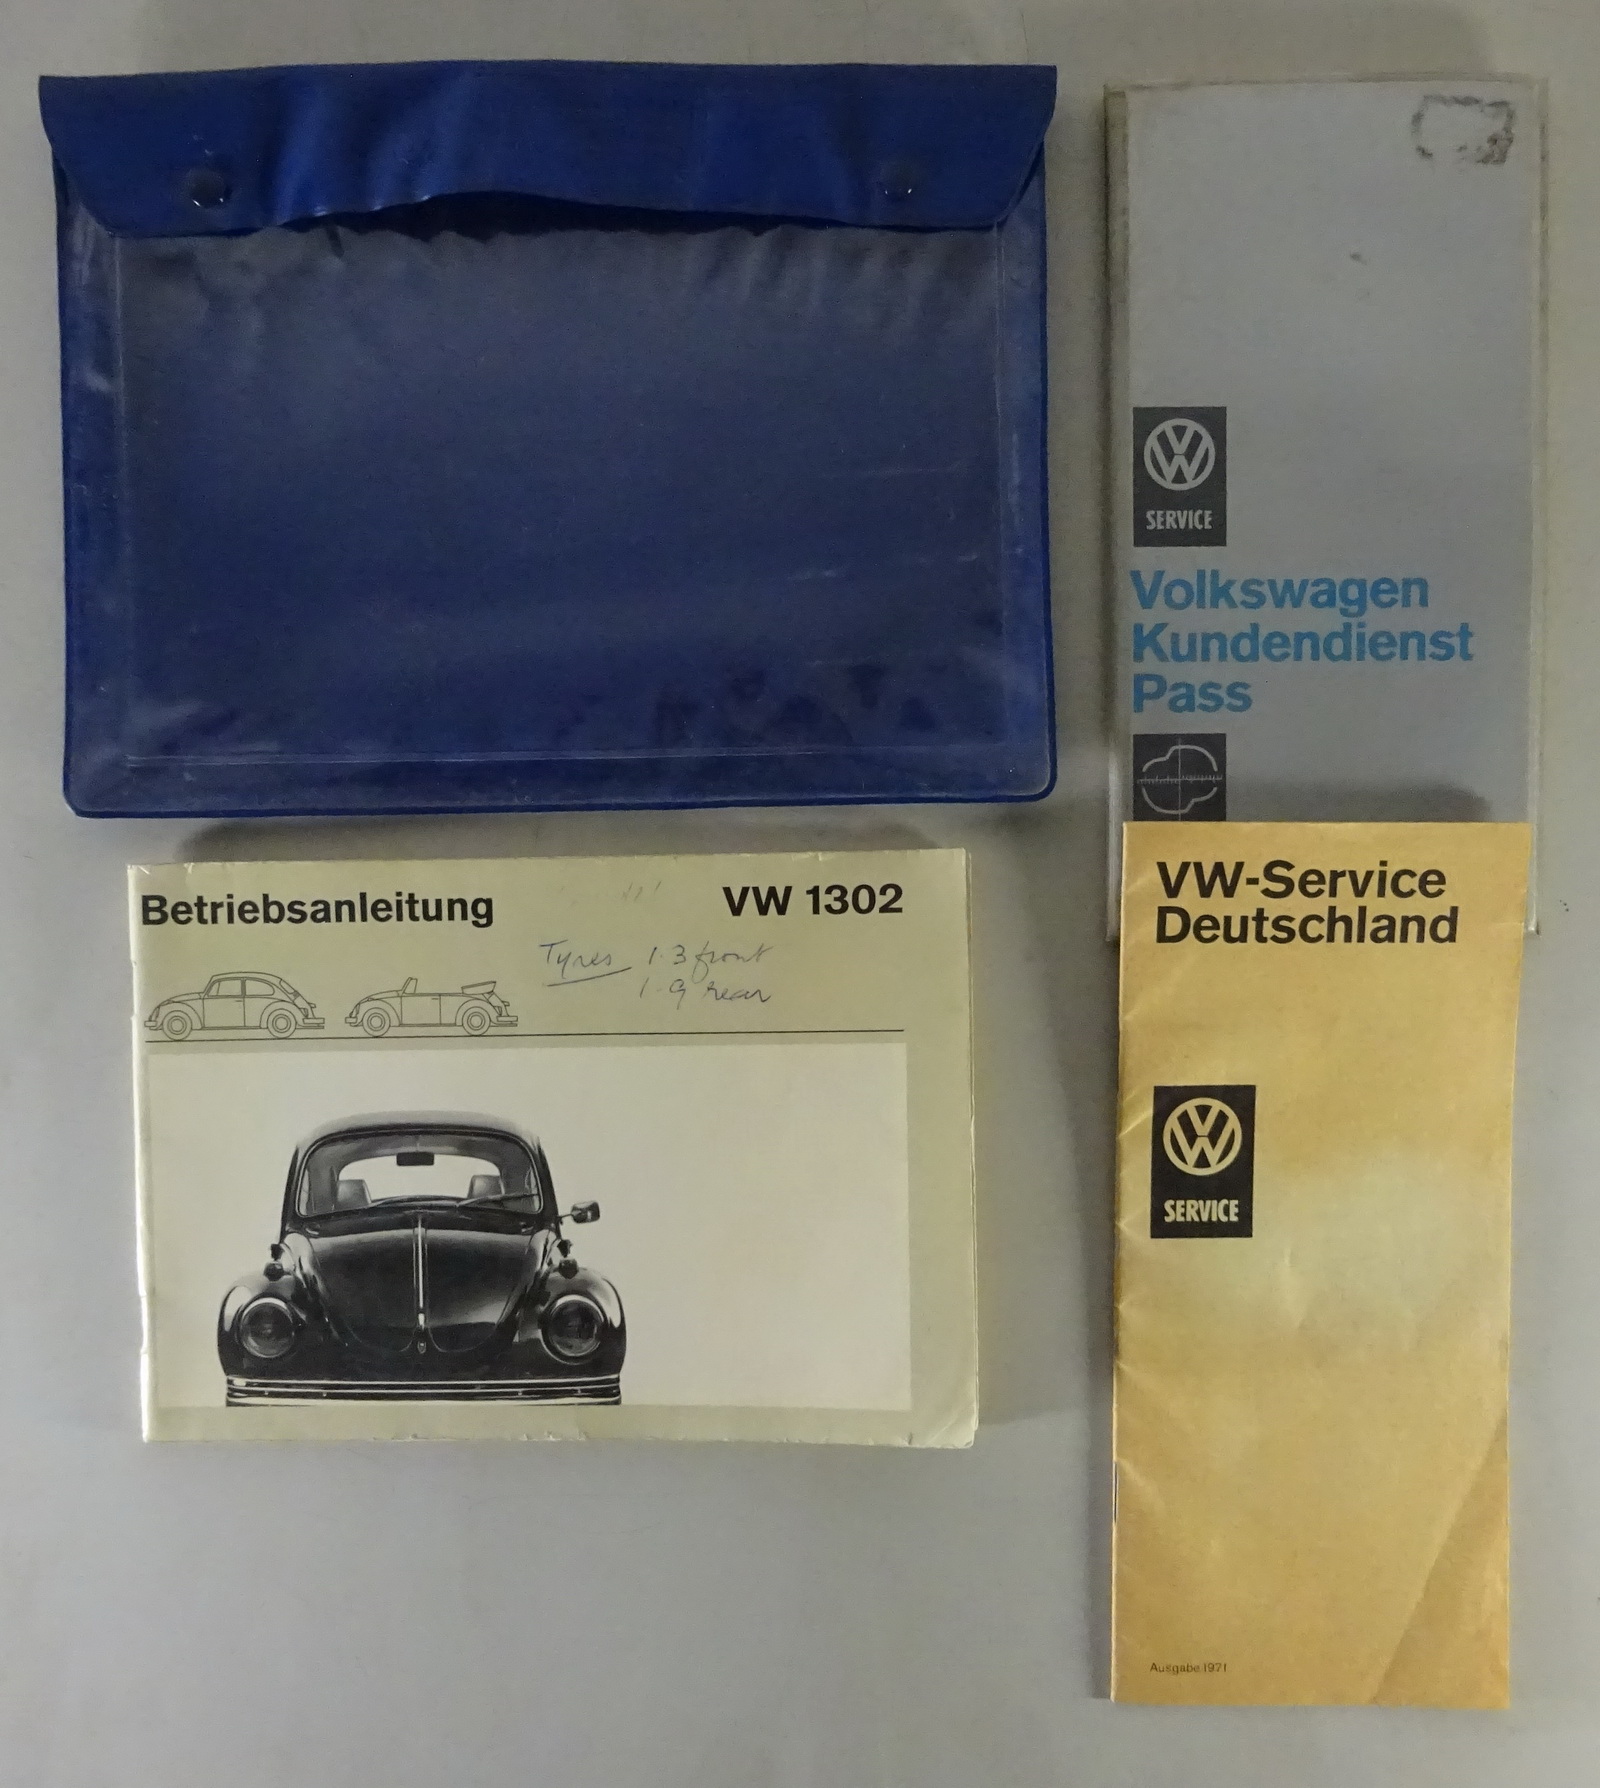 SERVICE
Volkswagen
Kundendienst
Pass
Betriebsanleitung VW 1302
Tyres 1.3 front
1.9 rear
VW-Service
Deutschland
SERVICE
Ausgabe 1971